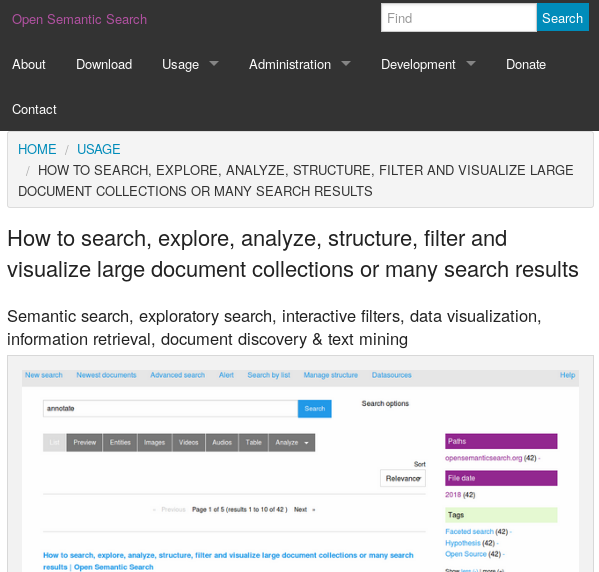 Open Semantic Search
Find
Search
About
Download
Usage
Administration
Development
Donate
Contact
HOME / USAGE
/ HOW TO SEARCH, EXPLORE, ANALYZE, STRUCTURE, FILTER AND VISUALIZE LARGE
DOCUMENT COLLECTIONS OR MANY SEARCH RESULTS
How to search, explore, analyze, structure, filter and
visualize large document collections or many search results
Semantic search, exploratory search, interactive filters, data visualization,
information retrieval, document discovery & text mining
New search
Newest documents
Advanced search
Alert
Search by list
Manage structure
Datasources
Help
annotate
Search
Search options
List
Preview
Entities
Images
Videos
Audios
Table
Analyze
Sort
Relevance
« Previous Page 1 of 5 (results 1 to 10 of 42 ) Next »
How to search, explore, analyze, structure, filter and visualize large document collections or many search
results | Open Semantic Search
Paths
opensemanticsearch.org (42) -
File date
2018 (42)
Tags
Faceted search (42) -
Hypothesis (42) -
Open Source (42) -